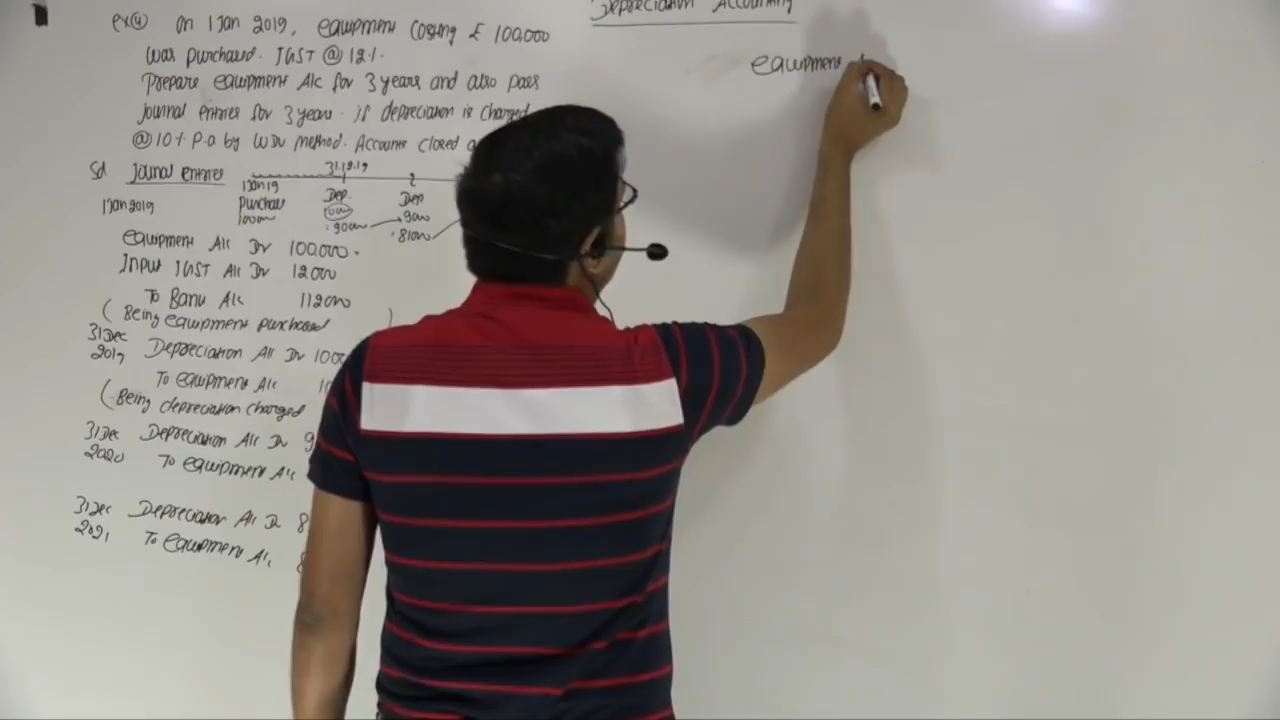 Depreciation Accounting
ex④ on 1 Jan 2019, equipment costing ₤ 100,000
was purchased. IGST @ 12%.
Prepare equipment A/c for 3 years and also pass
Journal entries for 3 years. if depreciation is charged
@ 10% P.a by WDV method. Accounts closed
Sol Journal entries
31.12.19
1 Jan 19
2
Purchase
Dep.
Dep
1 Jan 2019
9000
90000
81000
equipment A/c Dr 100,000
Input IGST A/c Dr 12000
To Bank A/c 112000
(Being equipment purchased )
31 Dec
2019 Depreciation A/c Dr
To equipment A/c
(Being depreciation charged
31 Dec Depreciation A/c Dr 9
2020 To equipment A/c
31 Dec Depreciation A/c Dr 8
2021 To equipment A/c 8
equipment